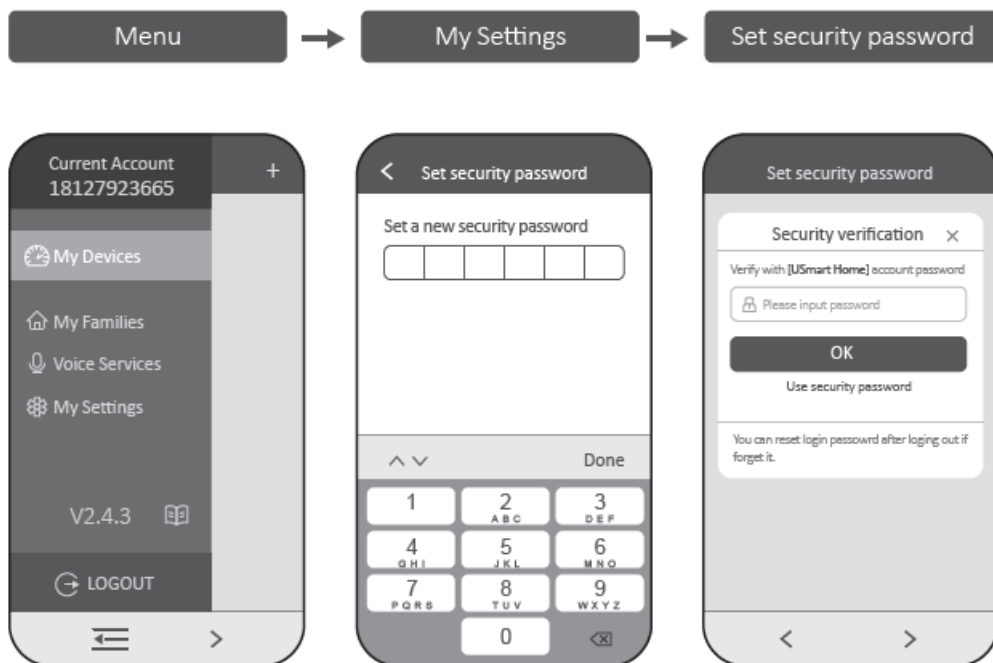 Menu
My Settings
Set security password
Current Account
18127923665
+
My Devices
My Families
Voice Services
My Settings
V2.4.3
LOGOUT
Set security password
Set a new security password
Done
1
2
3
ABC
DEF
4
5
6
GHI
JKL
MNO
7
8
9
PQRS
TUV
WXYZ
0
Set security password
Security verification
Verify with [USmart Home] account password
Please input password
OK
Use security password
You can reset login passowrd after loging out if
forget it.